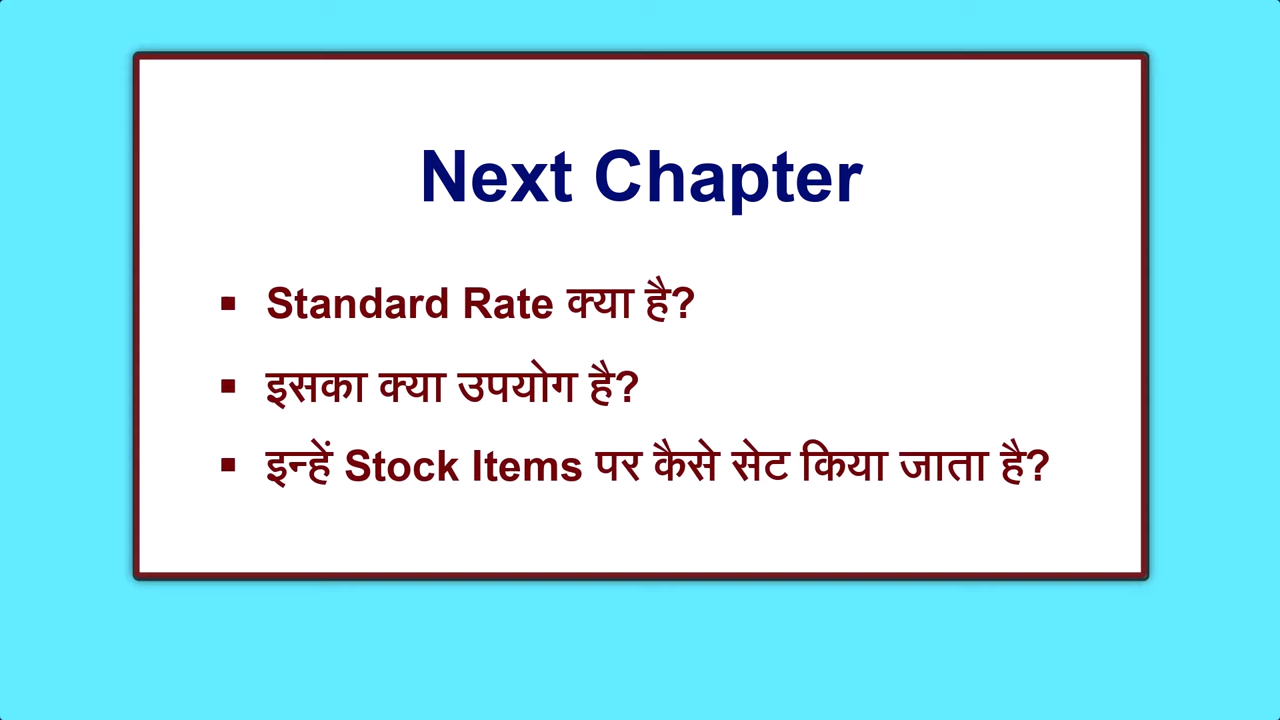 Next Chapter
▪ Standard Rate क्या है?
▪ इसका क्या उपयोग है?
▪ इन्हें Stock Items पर कैसे सेट किया जाता है?